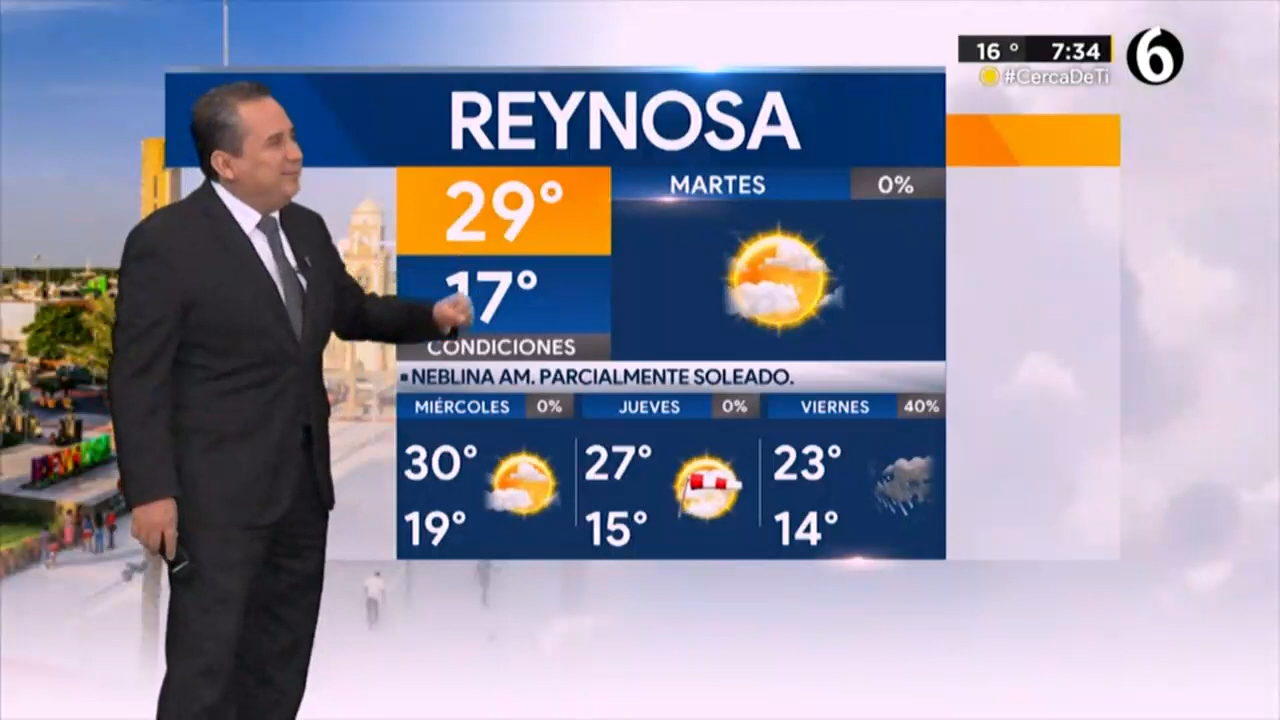 16° 7:34
6
#CercaDeTi
REYNOSA
29°
MARTES 0%
17°
CONDICIONES
▪NEBLINA AM. PARCIALMENTE SOLEADO.
MIÉRCOLES 0% JUEVES 0% VIERNES 40%
30° 27° 23°
19° 15° 14°